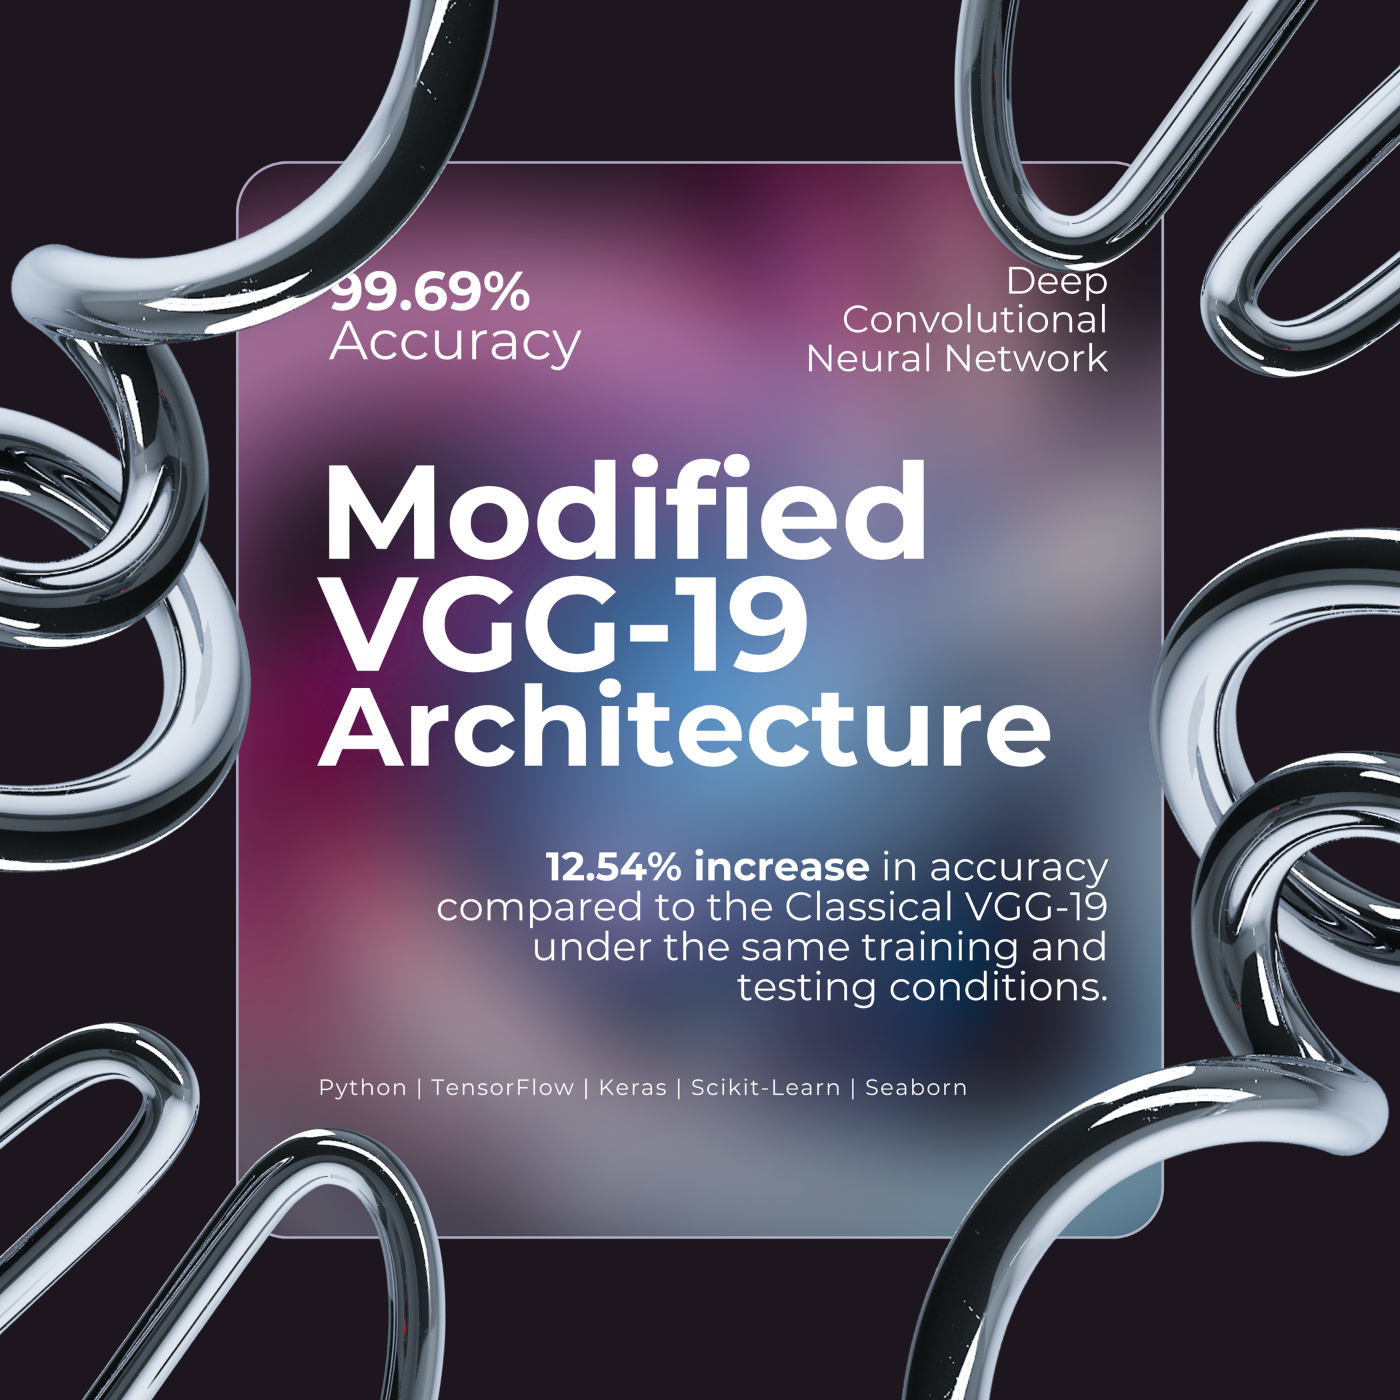 99.69%
Accuracy
Deep
Convolutional
Neural Network
Modified
VGG-19
Architecture
12.54% increase in accuracy
compared to the Classical VGG-19
under the same training and
testing conditions.
Python | TensorFlow | Keras | Scikit-Learn | Seaborn